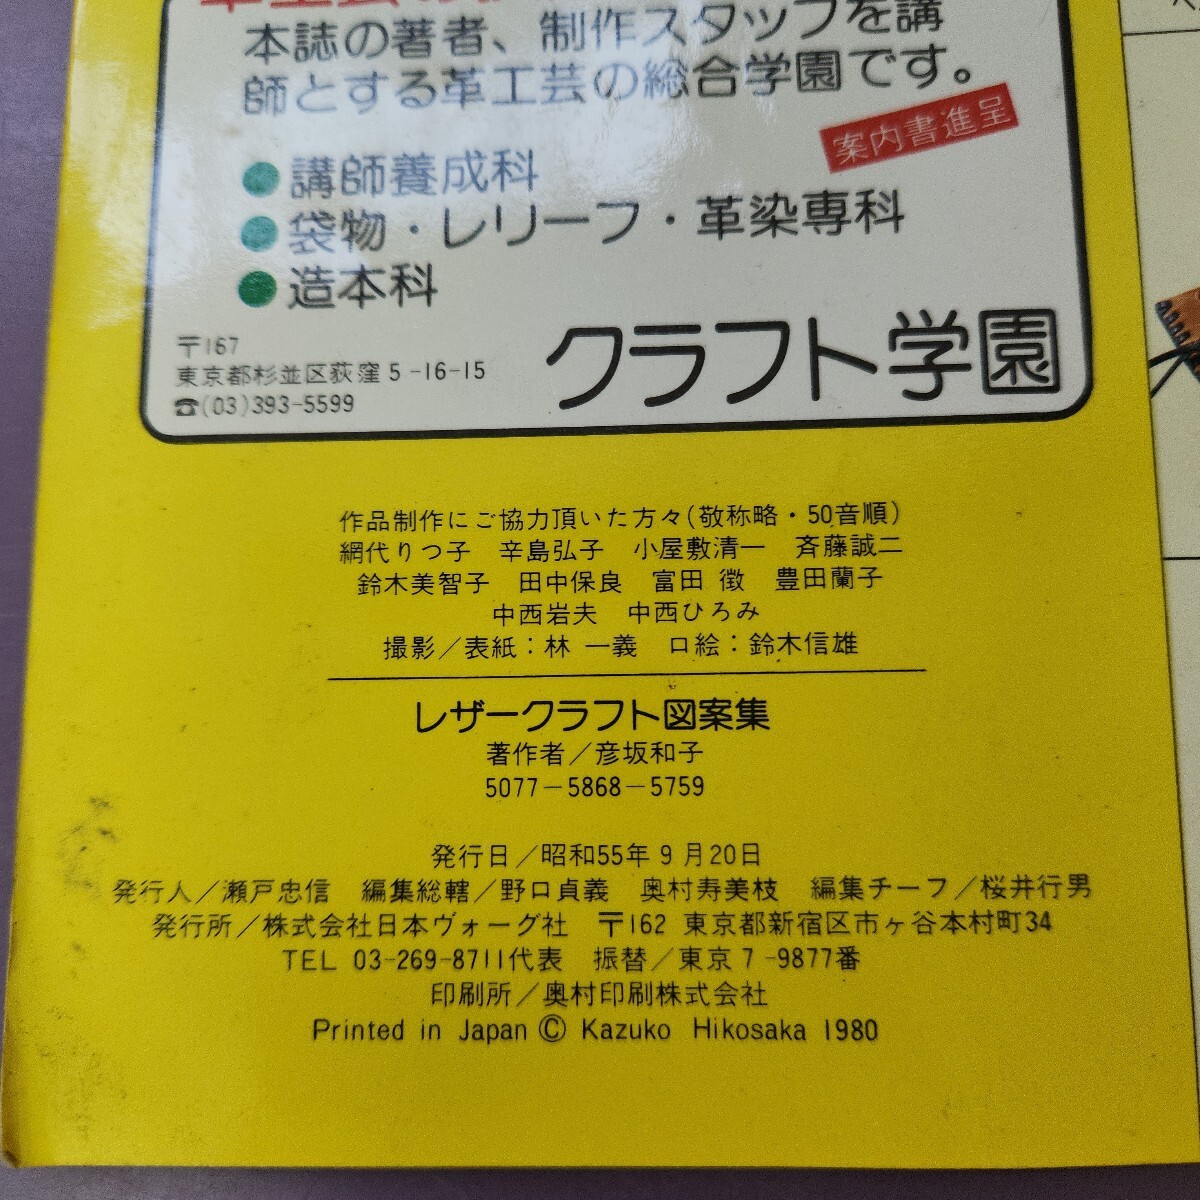 本誌の著者、制作スタッフを講
師とする革工芸の総合学園です。
案内書進呈
●講師養成科
●袋物・レリーフ・革染専科
●造本科
〒167
東京都杉並区荻窪5-16-15
☎(03)393-5599
クラフト学園
作品制作にご協力頂いた方々(敬称略・50音順)
網代りつ子 辛島弘子 小屋敷清一 斉藤誠二
鈴木美智子 田中保良 富田 徴 豊田蘭子
中西岩夫 中西ひろみ
撮影/表紙:林 一義 口絵:鈴木信雄
レザークラフト図案集
著作者/彦坂和子
5077-5868-5759
発行日/昭和55年9月20日
発行人/瀬戸忠信 編集総轄/野口貞義 奥村寿美枝 編集チーフ/桜井行男
発行所/株式会社日本ヴォーグ社 〒162 東京都新宿区市ヶ谷本村町34
TEL 03-269-8711代表 振替/東京7-9877番
印刷所/奥村印刷株式会社
Printed in Japan © Kazuko Hikosaka 1980